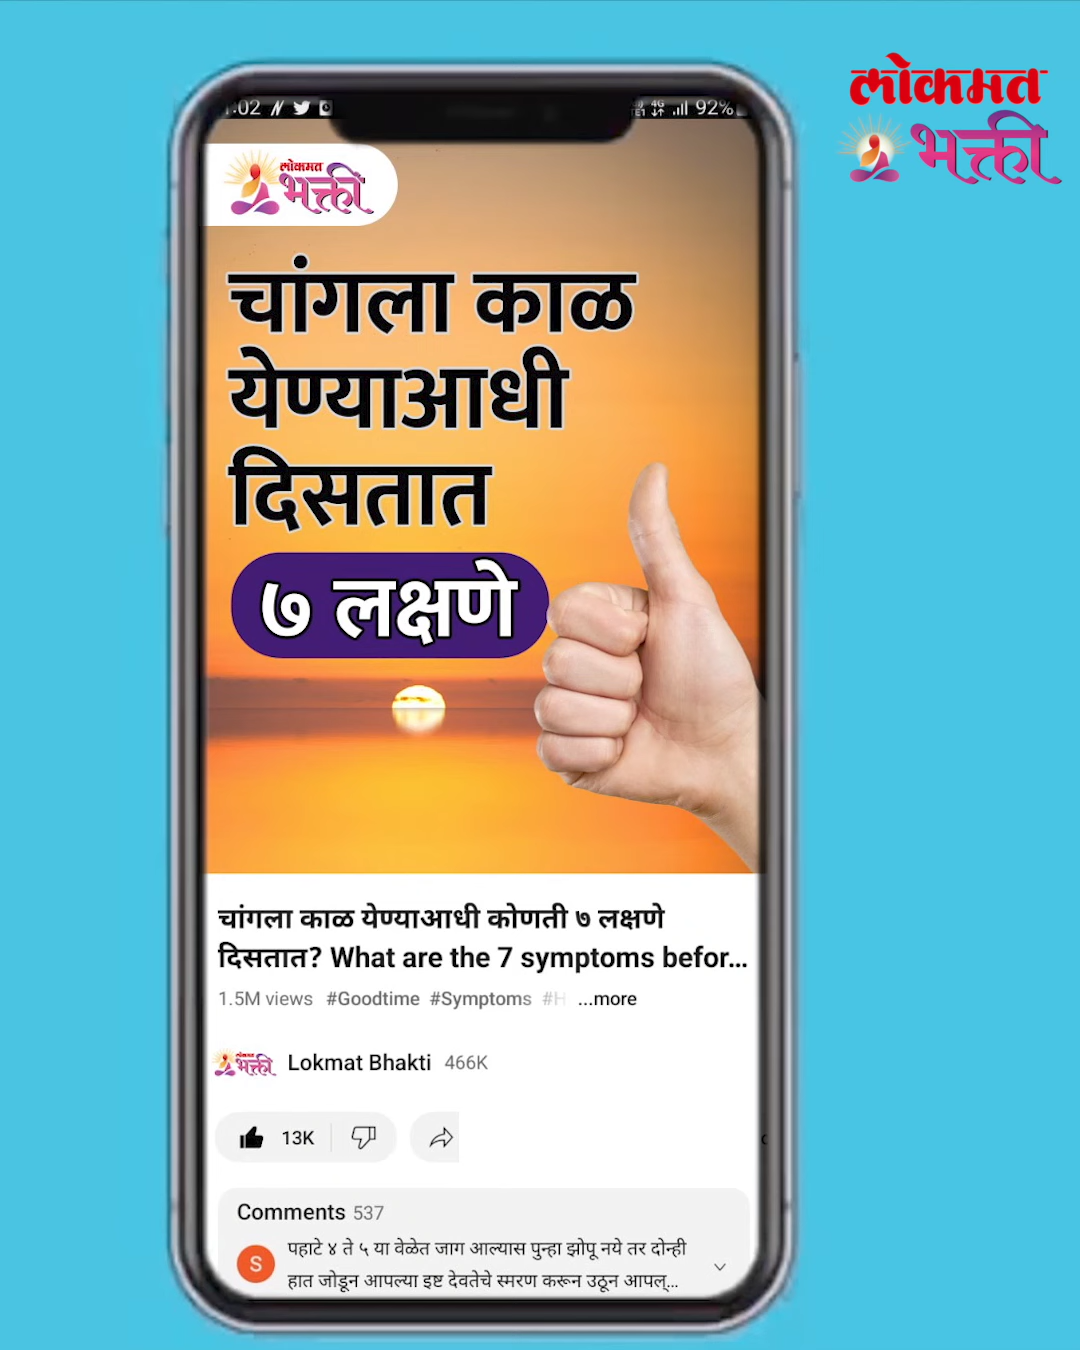 लोकमत
भक्ती
:02
92%
लोकमत
भक्ती
चांगला काळ
येण्याआधी
दिसतात
७ लक्षणे
चांगला काळ येण्याआधी कोणती ७ लक्षणे
दिसतात? What are the 7 symptoms befor...
1.5M views #Goodtime #Symptoms #H ...more
लोकमत
भक्ती
Lokmat Bhakti 466K
13K
Comments 537
S
पहाटे ४ ते ५ या वेळेत जाग आल्यास पुन्हा झोपू नये तर दोन्ही
हात जोडून आपल्या इष्ट देवतेचे स्मरण करून उठून आपल्...